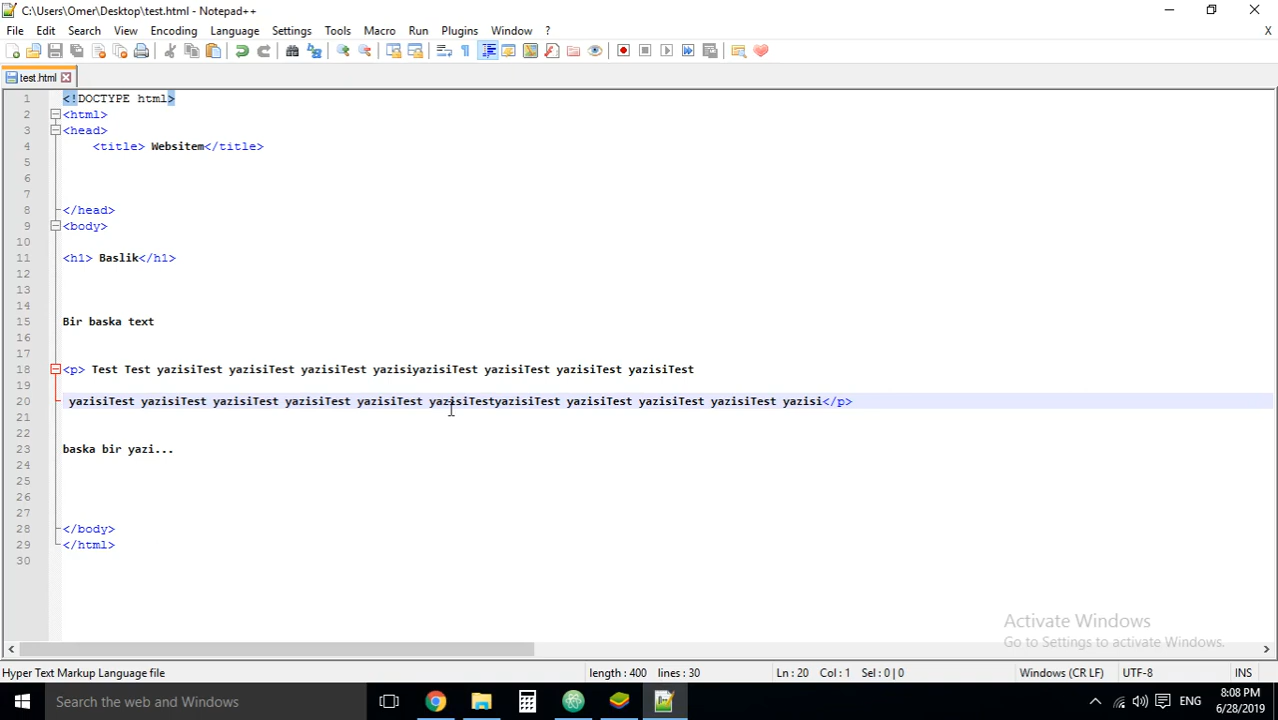 C:\Users\Omer\Desktop\test.html - Notepad++
File Edit Search View Encoding Language Settings Tools Macro Run Plugins Window ? X
test.html
1 <!DOCTYPE html>
2 <html>
3 <head>
4 <title> Websitem</title>
5
6
7
8 </head>
9 <body>
10
11 <h1> Baslik</h1>
12
13
14
15 Bir baska text
16
17
18 <p> Test Test yazisiTest yazisiTest yazisiTest yazisiyazisiTest yazisiTest yazisiTest yazisiTest
19
20 yazisiTest yazisiTest yazisiTest yazisiTest yazisiTest yazisiTestyazisiTest yazisiTest yazisiTest yazisiTest yazisi</p>
21
22
23 baska bir yazi...
24
25
26
27
28 </body>
29 </html>
30
Activate Windows
Go to Settings to activate Windows.
Hyper Text Markup Language file length : 400 lines : 30 Ln : 20 Col : 1 Sel : 0 | 0 Windows (CR LF) UTF-8 INS
Search the web and Windows ENG 8:08 PM
6/28/2019